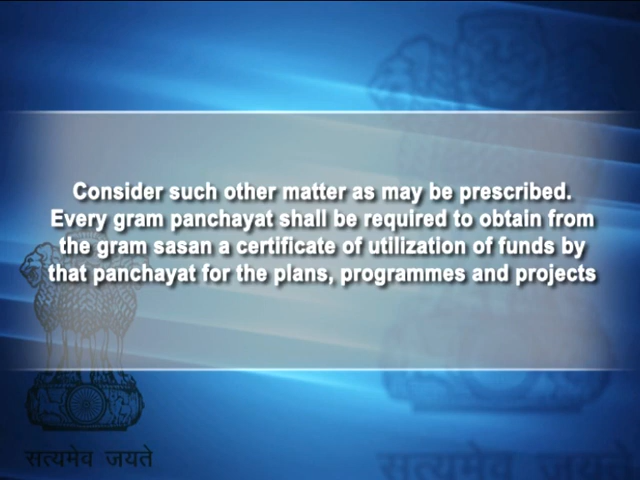 Consider such other matter as may be prescribed.
Every gram panchayat shall be required to obtain from
the gram sasan a certificate of utilization of funds by
that panchayat for the plans, programmes and projects
सत्यमेव जयते
सत्यमेव जयते